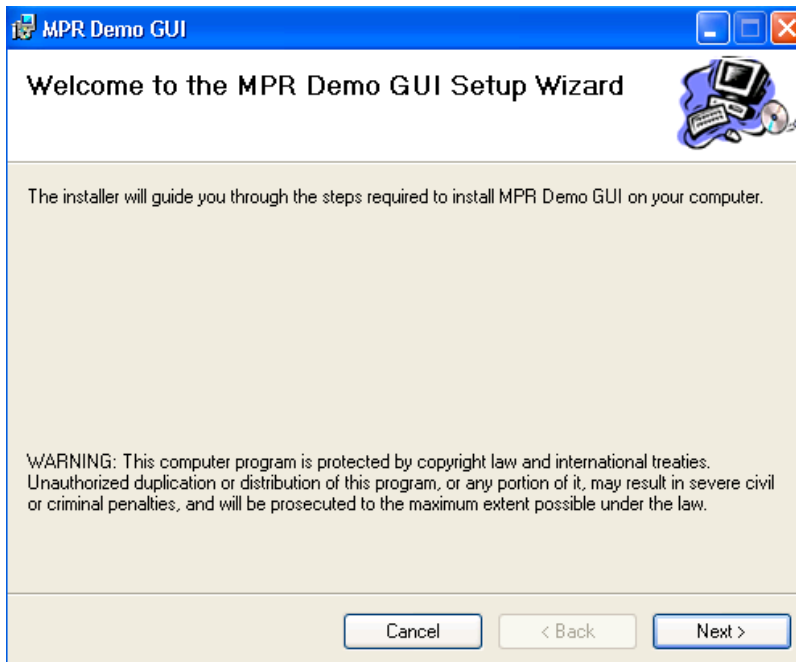 MPR Demo GUI
Welcome to the MPR Demo GUI Setup Wizard
The installer will guide you through the steps required to install MPR Demo GUI on your computer.
WARNING: This computer program is protected by copyright law and international treaties.
Unauthorized duplication or distribution of this program, or any portion of it, may result in severe civil
or criminal penalties, and will be prosecuted to the maximum extent possible under the law.
Cancel
< Back
Next >